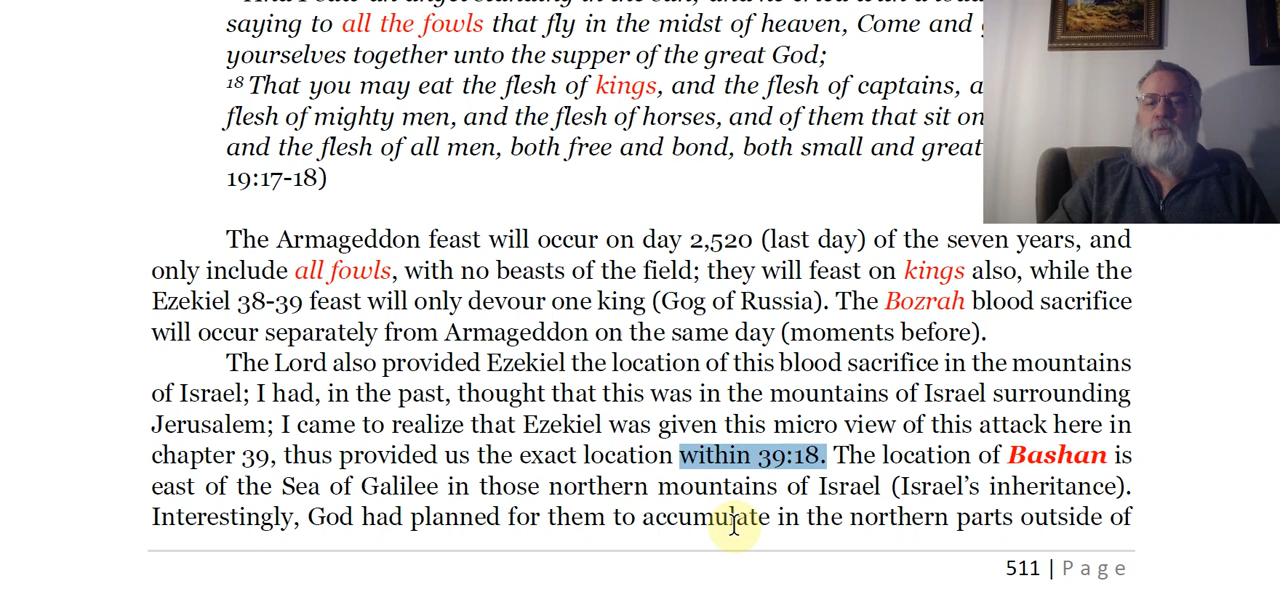 saying to all the fowls that fly in the midst of heaven, Come and
yourselves together unto the supper of the great God;
18 That you may eat the flesh of kings, and the flesh of captains, a
flesh of mighty men, and the flesh of horses, and of them that sit on
and the flesh of all men, both free and bond, both small and great
19:17-18)
The Armageddon feast will occur on day 2,520 (last day) of the seven years, and
only include all fowls, with no beasts of the field; they will feast on kings also, while the
Ezekiel 38-39 feast will only devour one king (Gog of Russia). The Bozrah blood sacrifice
will occur separately from Armageddon on the same day (moments before).
The Lord also provided Ezekiel the location of this blood sacrifice in the mountains
of Israel; I had, in the past, thought that this was in the mountains of Israel surrounding
Jerusalem; I came to realize that Ezekiel was given this micro view of this attack here in
chapter 39, thus provided us the exact location within 39:18. The location of Bashan is
east of the Sea of Galilee in those northern mountains of Israel (Israel's inheritance).
Interestingly, God had planned for them to accumulate in the northern parts outside of
511 | Page